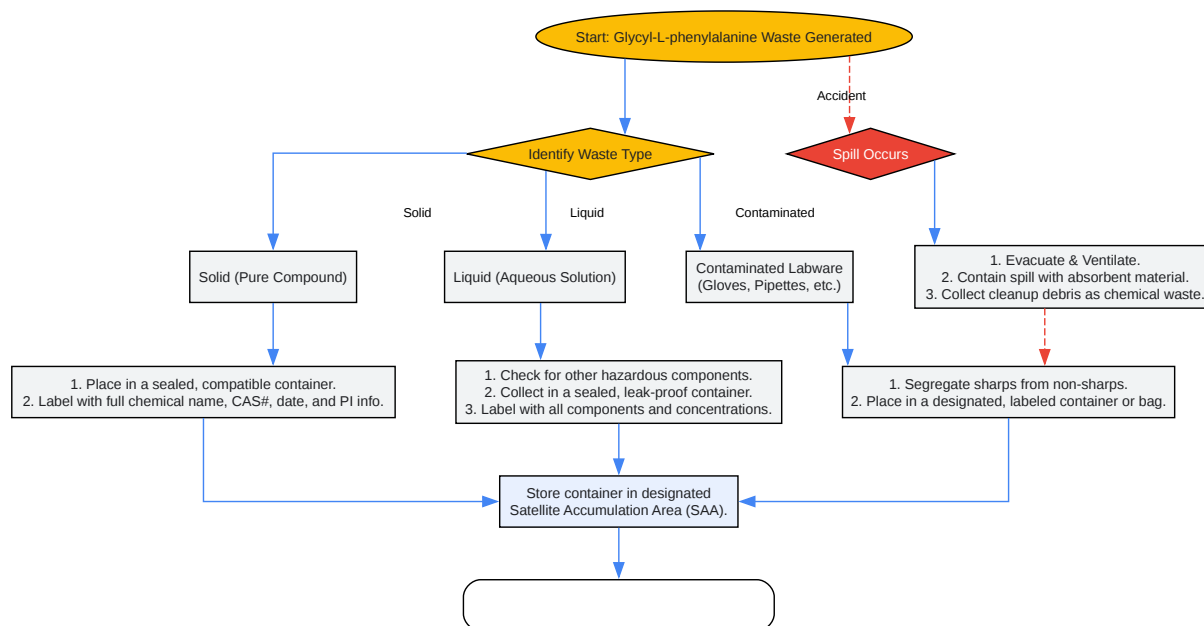 Start: Glycyl-L-phenylalanine Waste Generated
Accident
Identify Waste Type
Spill Occurs
Solid
Liquid
Contaminated
Solid (Pure Compound)
Liquid (Aqueous Solution)
Contaminated Labware
(Gloves, Pipettes, etc.)
1. Evacuate & Ventilate.
2. Contain spill with absorbent material.
3. Collect cleanup debris as chemical waste.
1. Place in a sealed, compatible container.
2. Label with full chemical name, CAS#, date, and PI info.
1. Check for other hazardous components.
2. Collect in a sealed, leak-proof container.
3. Label with all components and concentrations.
1. Segregate sharps from non-sharps.
2. Place in a designated, labeled container or bag.
Store container in designated
Satellite Accumulation Area (SAA).